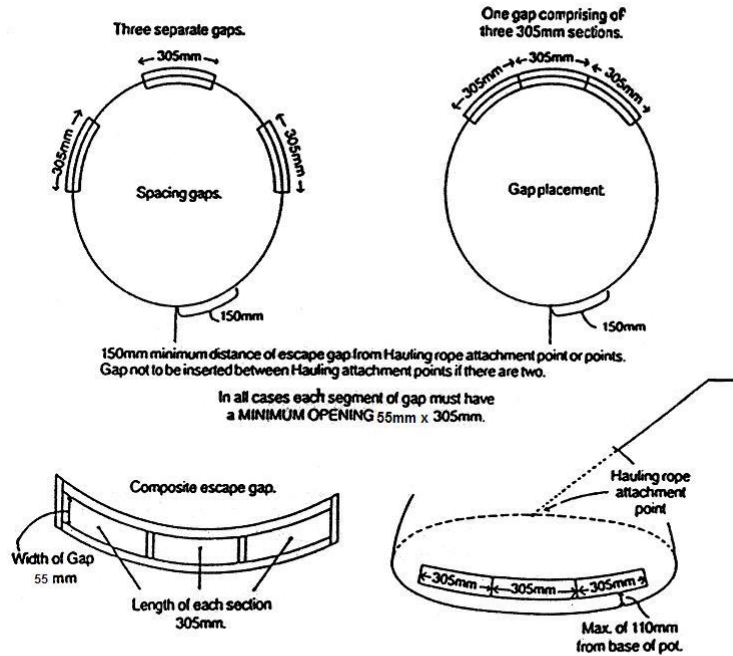 Three separate gaps.
305mm
305mm
305mm
Spacing gaps.
150mm
One gap comprising of
three 305mm sections.
305mm
305mm
305mm
Gap placement.
150mm
150mm minimum distance of escape gap from Hauling rope attachment point or points.
Gap not to be inserted between Hauling attachment points if there are two.
In all cases each segment of gap must have
a MINIMUM OPENING 55mm x 305mm.
Composite escape gap.
Width of Gap
55 mm
Length of each section
305mm.
Hauling rope
attachment
point
305mm
305mm
305mm
Max. of 110mm
from base of pot.